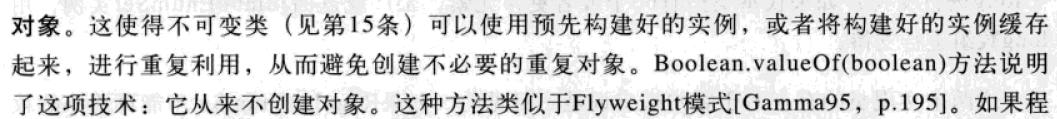 对象。这使得不可变类（见第15条）可以使用预先构建好的实例，或者将构建好的实例缓存
起来，进行重复利用，从而避免创建不必要的重复对象。Boolean.valueOf(boolean)方法说明
了这项技术：它从来不创建对象。这种方法类似于Flyweight模式[Gamma95，p.195]。如果程